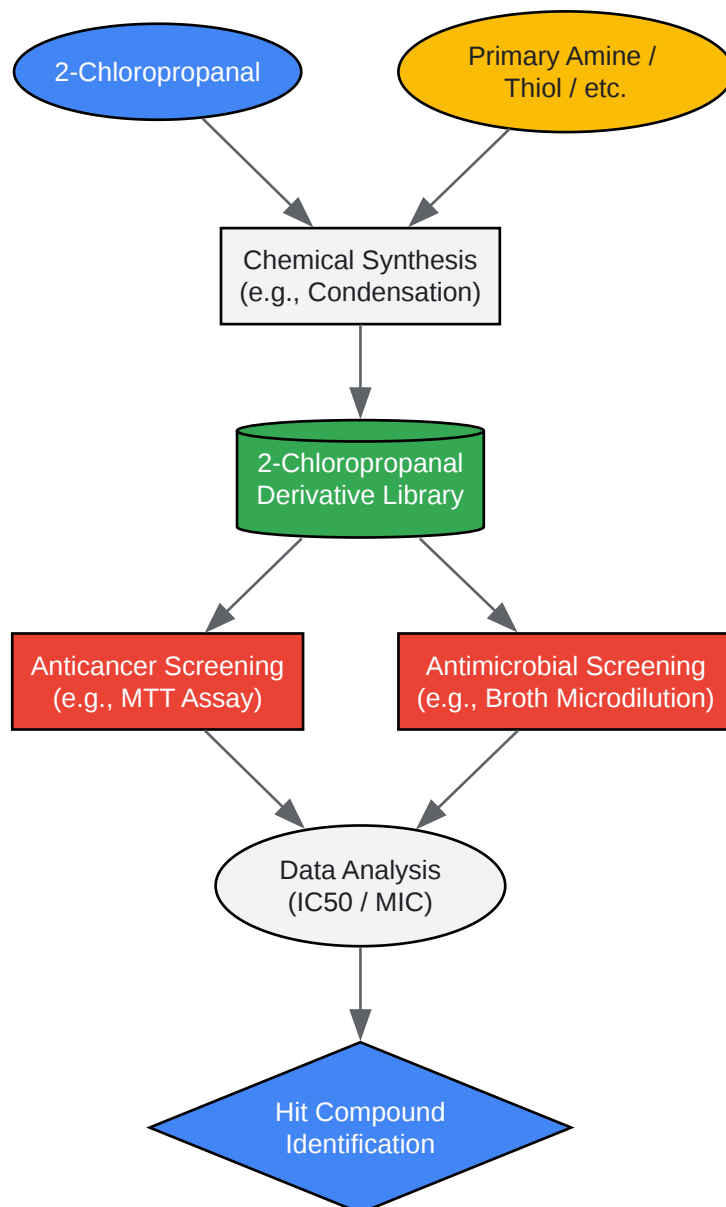 2-Chloropropanal
Primary Amine /
Thiol / etc.
Chemical Synthesis
(e.g., Condensation)
2-Chloropropanal
Derivative Library
Anticancer Screening
(e.g., MTT Assay)
Antimicrobial Screening
(e.g., Broth Microdilution)
Data Analysis
(IC50 / MIC)
Hit Compound
Identification